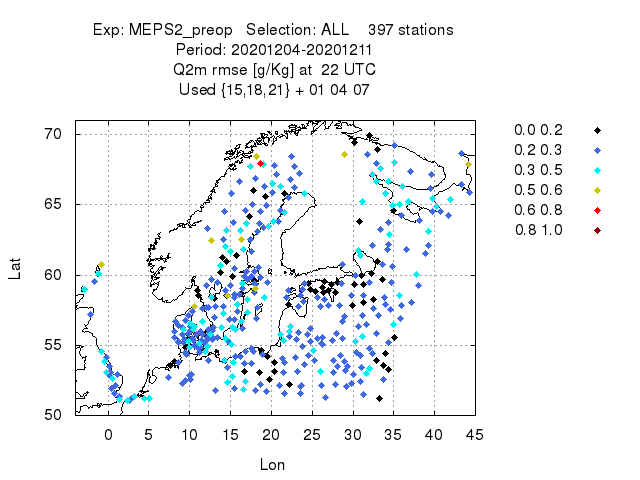 Exp: MEPS2_preop   Selection: ALL    397 stations
Period: 20201204-20201211
Q2m rmse [g/Kg] at  22 UTC
Used {15,18,21} + 01 04 07
70
65
60
55
50
Lat
0 5 10 15 20 25 30 35 40 45
Lon
0.0 0.2
0.2 0.3
0.3 0.5
0.5 0.6
0.6 0.8
0.8 1.0